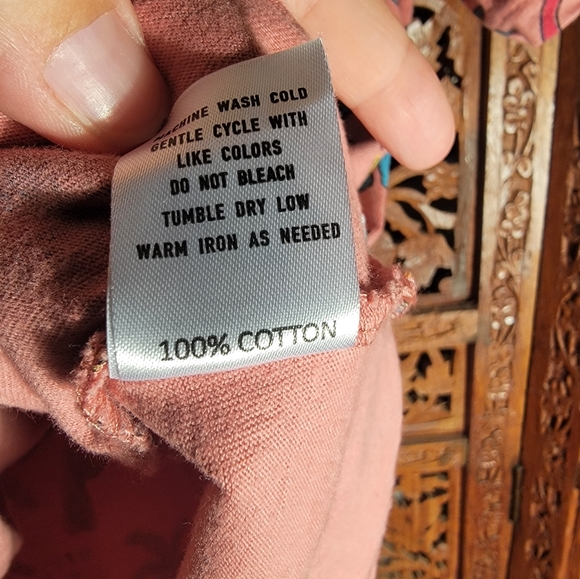 MACHINE WASH COLD
GENTLE CYCLE WITH
LIKE COLORS
DO NOT BLEACH
TUMBLE DRY LOW
WARM IRON AS NEEDED
100% COTTON